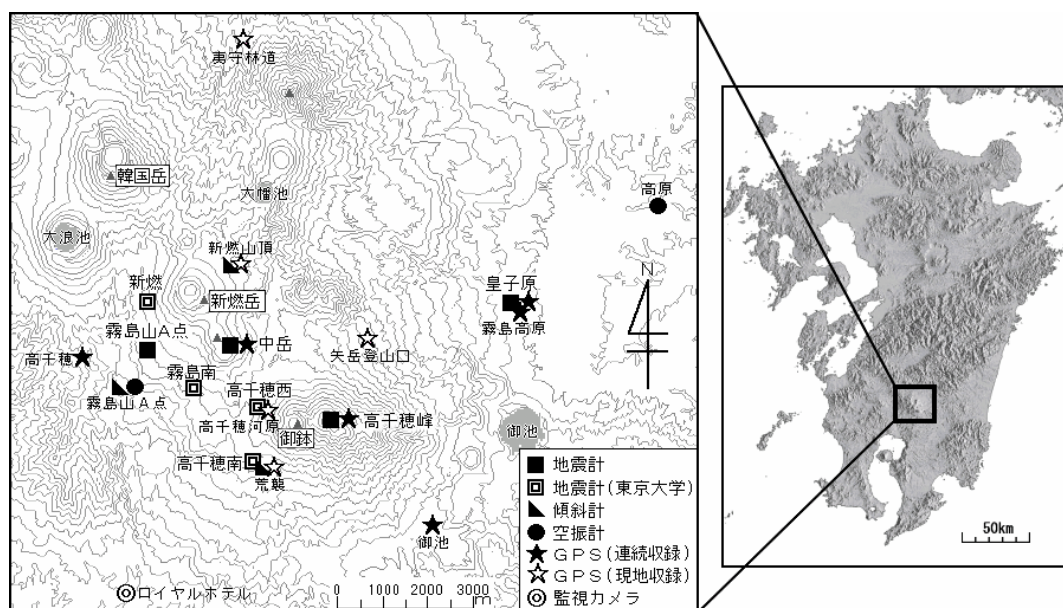 夷守林道
韓国岳
大幡池
高原
大浪池
新燃山頂
新燃
皇子原
N
新燃岳
霧島山A点
霧島高原
中岳
矢岳登山口
高千穂
霧島南
高千穂西
霧島山A点
高千穂河原
高千穂峰
御鉢
御池
高千穂南
荒襲
御池
ロイヤルホテル
0 1000 2000 3000
m
地震計
地震計(東京大学)
傾斜計
空振計
GPS(連続収録)
GPS(現地収録)
監視カメラ
50km